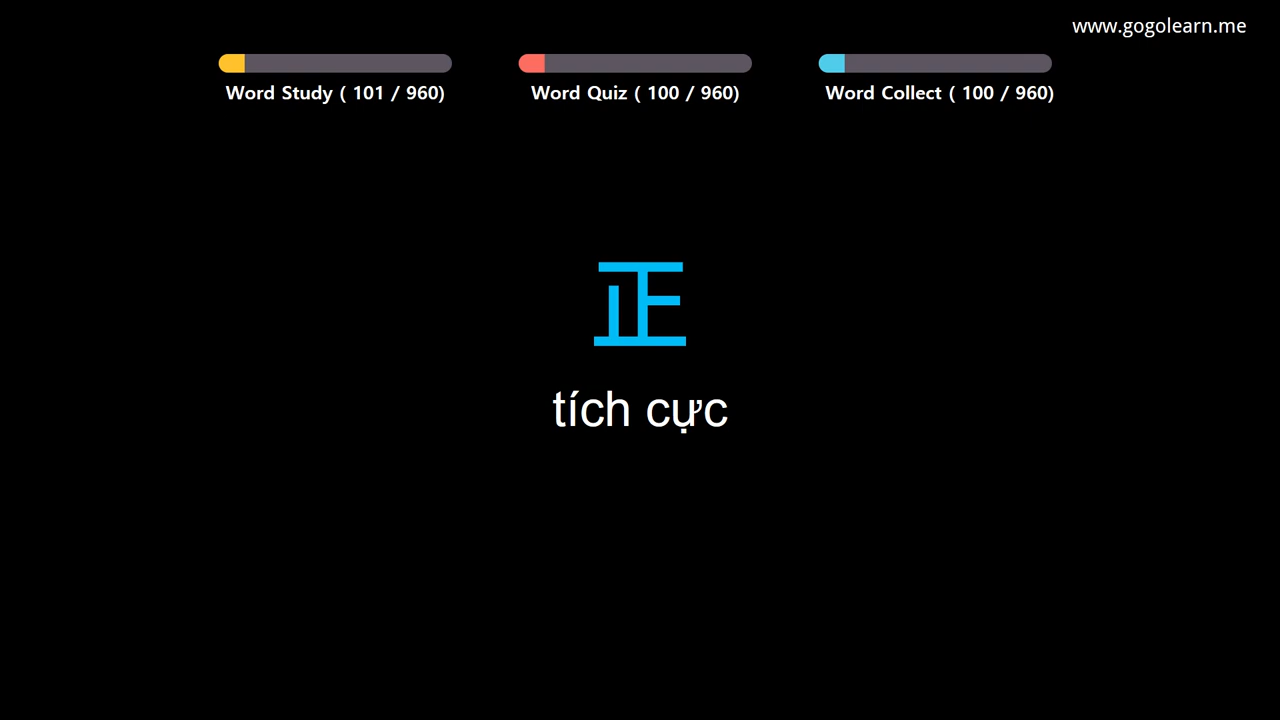 www.gogolearn.me
Word Study ( 101 / 960)
Word Quiz ( 100 / 960)
Word Collect ( 100 / 960)
正
tích cực